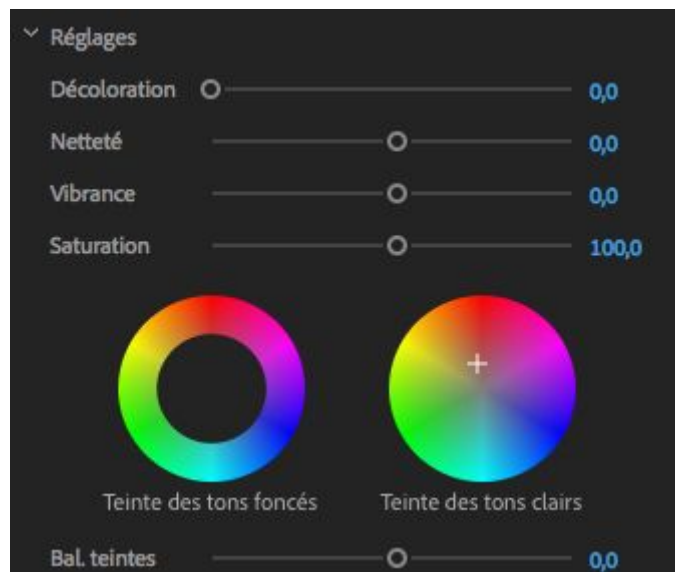 Réglages
Décoloration 0,0
Netteté 0,0
Vibrance 0,0
Saturation 100,0
Teinte des tons foncés Teinte des tons clairs
Bal. teintes 0,0